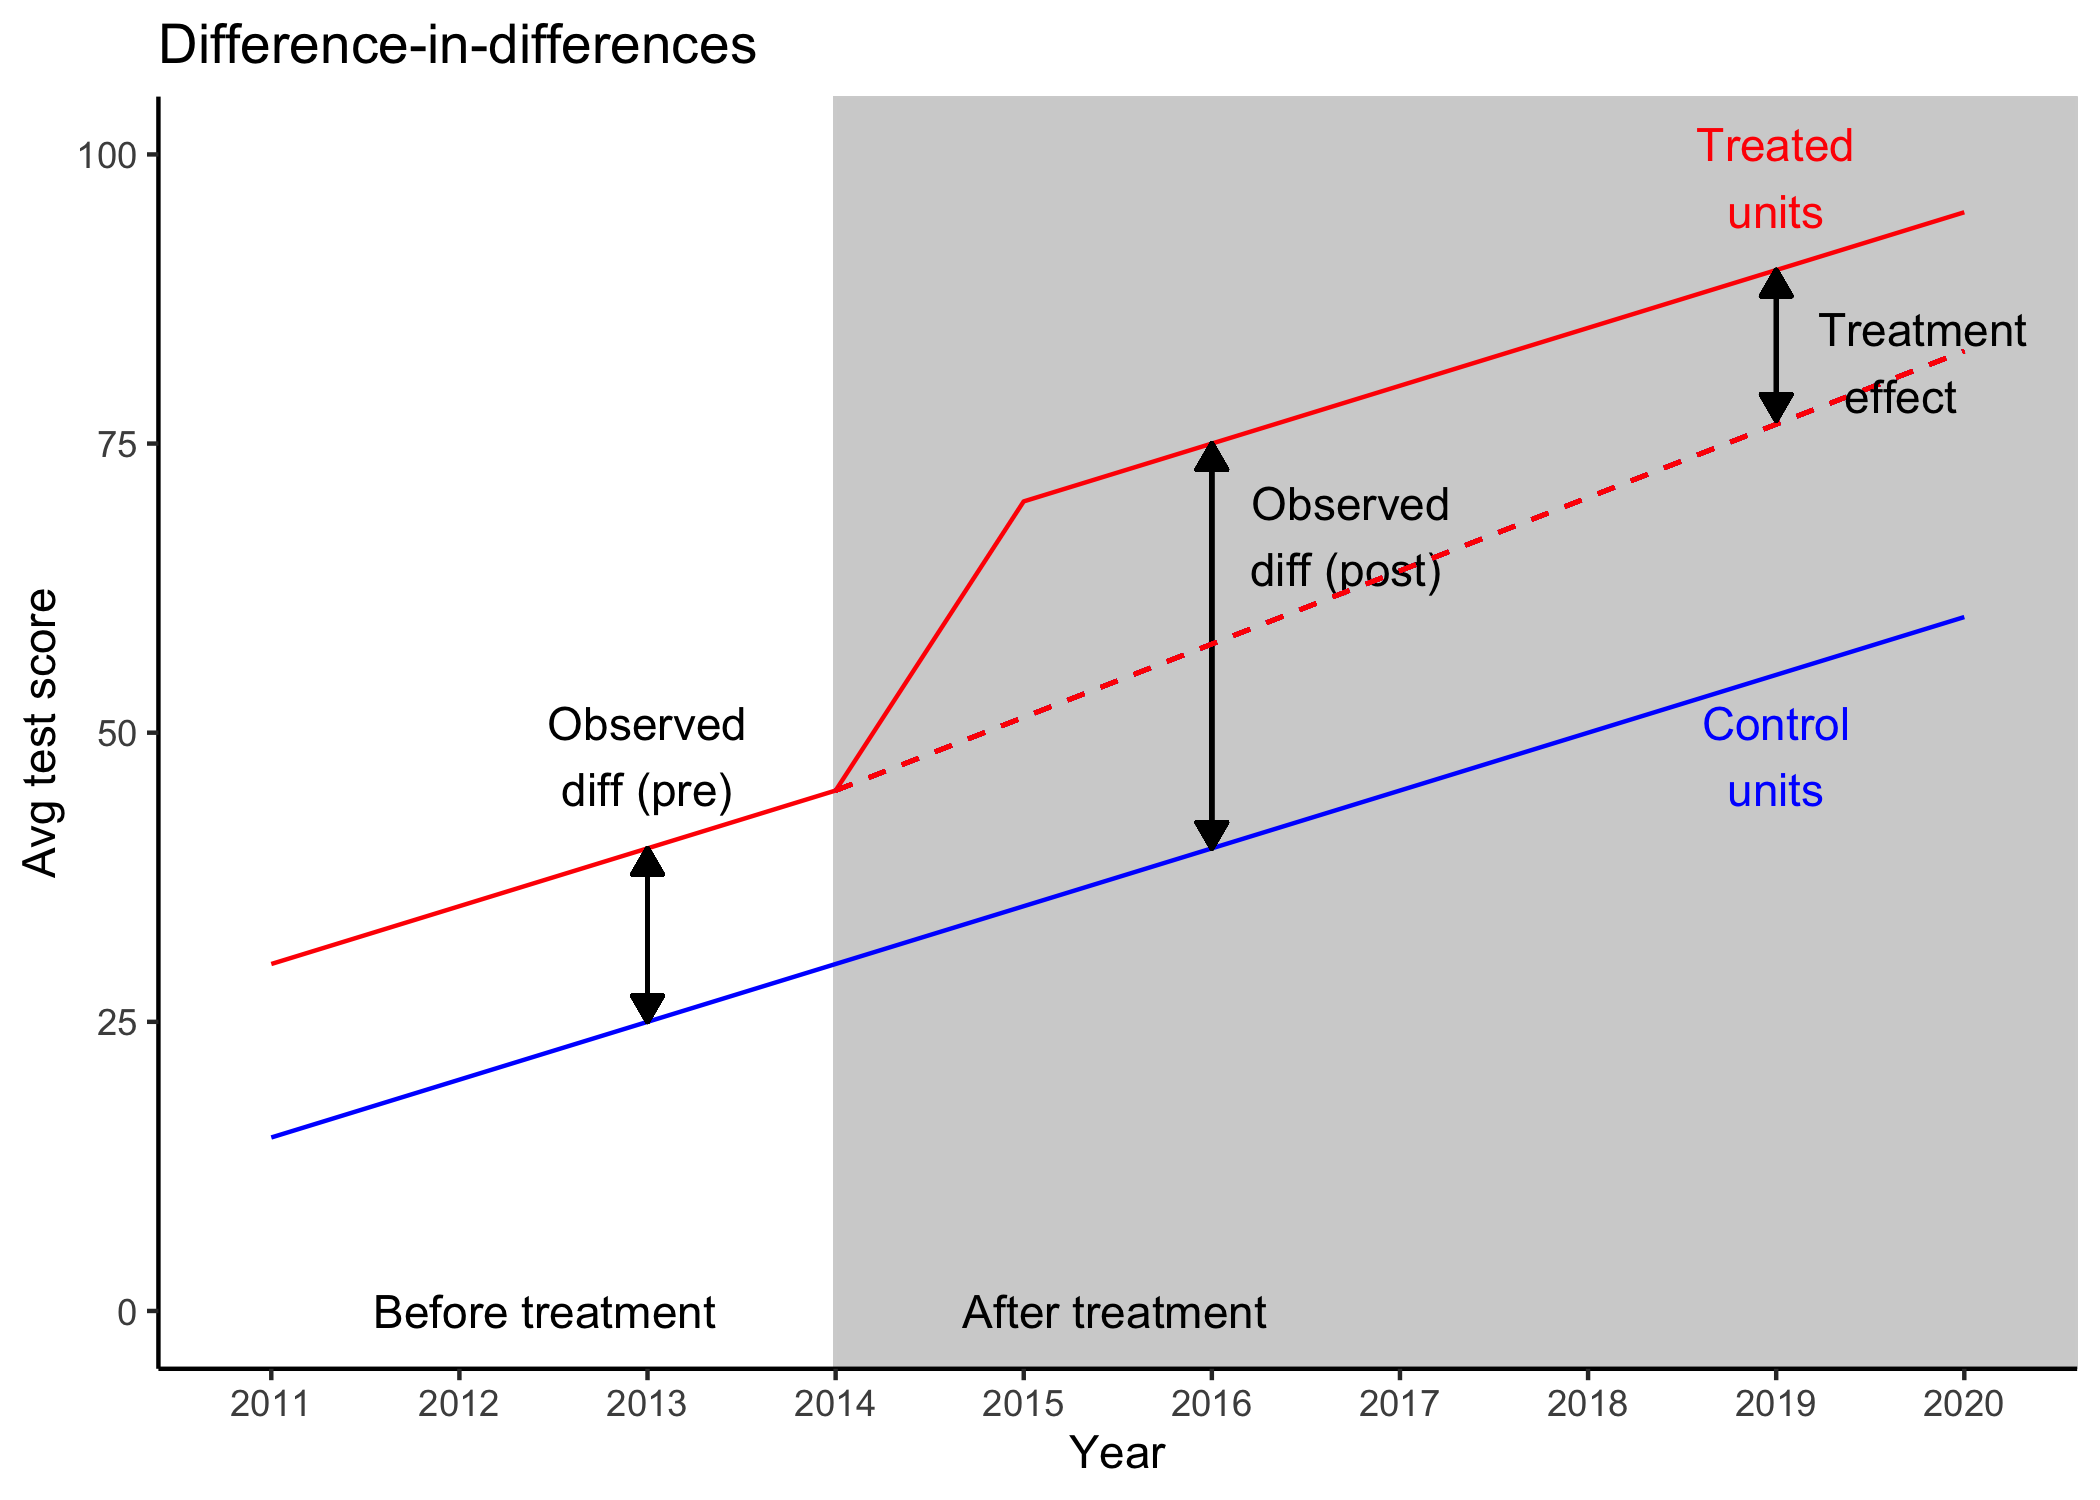 Difference-in-differences
100
75
50
25
0
Avg test score
Treated
units
Treatment
effect
Observed
diff (post)
Observed
diff (pre)
Control
units
Before treatment
After treatment
2011 2012 2013 2014 2015 2016 2017 2018 2019 2020
Year